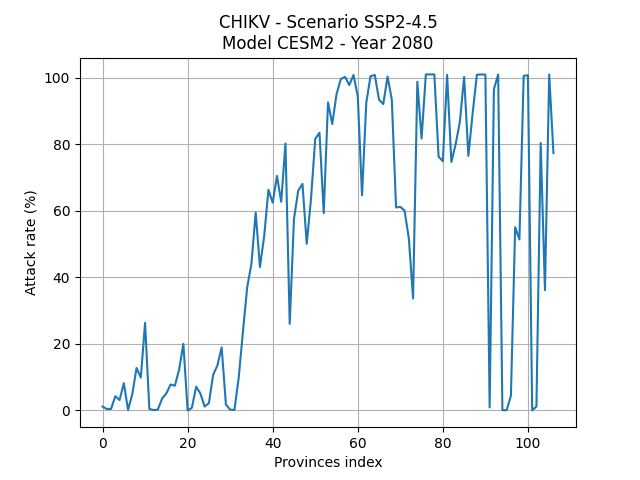 CHIKV - Scenario SSP2-4.5
Model CESM2 - Year 2080
Attack rate (%)
100
80
60
40
20
0
0 20 40 60 80 100
Provinces index